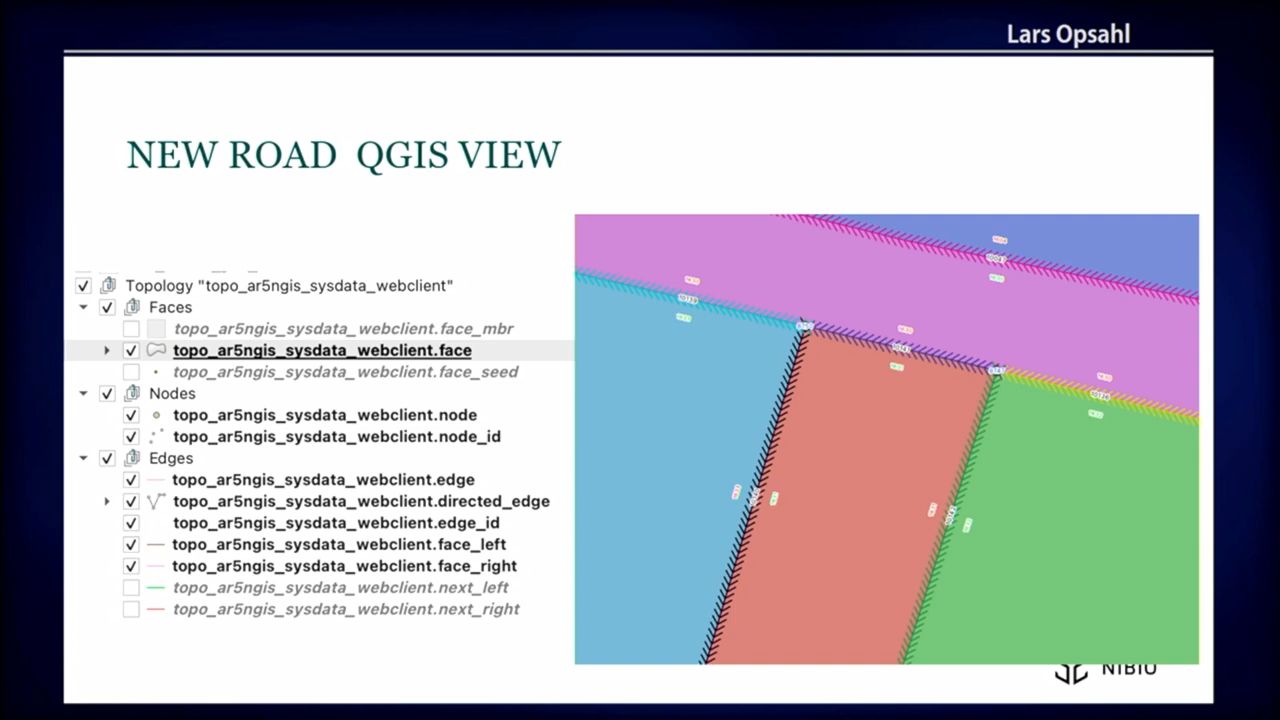 Lars Opsahl
NEW ROAD QGIS VIEW
Topology "topo_ar5ngis_sysdata_webclient"
Faces
topo_ar5ngis_sysdata_webclient.face_mbr
topo_ar5ngis_sysdata_webclient.face
topo_ar5ngis_sysdata_webclient.face_seed
Nodes
topo_ar5ngis_sysdata_webclient.node
topo_ar5ngis_sysdata_webclient.node_id
Edges
topo_ar5ngis_sysdata_webclient.edge
topo_ar5ngis_sysdata_webclient.directed_edge
topo_ar5ngis_sysdata_webclient.edge_id
topo_ar5ngis_sysdata_webclient.face_left
topo_ar5ngis_sysdata_webclient.face_right
topo_ar5ngis_sysdata_webclient.next_left
topo_ar5ngis_sysdata_webclient.next_right
NIBIO